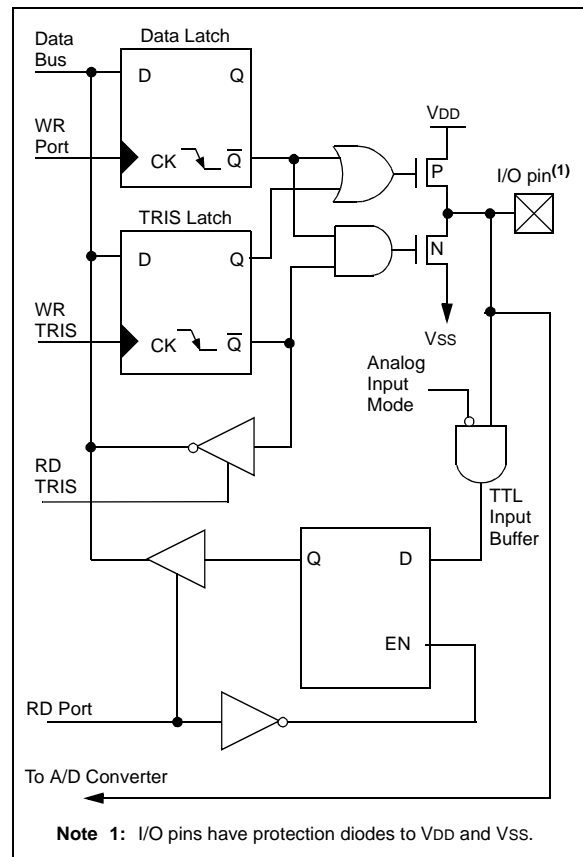 Data
Bus
Data Latch
D
Q
WR
Port
CK
Q
VDD
P
I/O pin(1)
TRIS Latch
D
Q
N
WR
TRIS
CK
Q
VSS
Analog
Input
Mode
RD
TRIS
TTL
Input
Buffer
Q
D
EN
RD Port
To A/D Converter
Note 1: I/O pins have protection diodes to VDD and VSS.